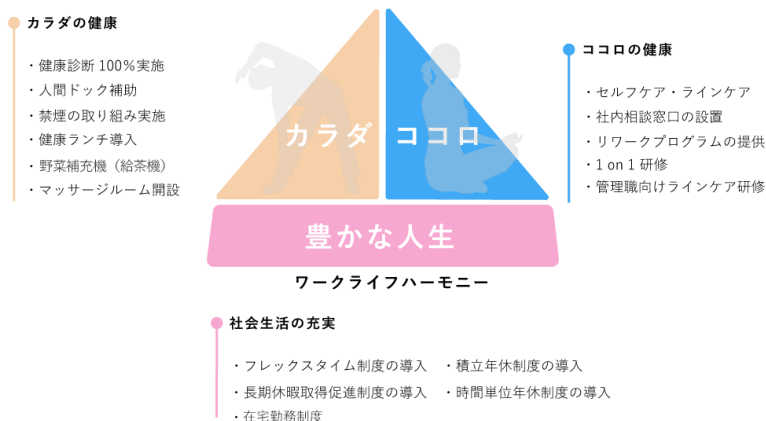 カラダの健康
・健康診断 100％実施
・人間ドック補助
・禁煙の取り組み実施
・健康ランチ導入
・野菜補充機（給茶機）
・マッサージルーム開設
カラダ
ココロ
ココロの健康
・セルフケア・ラインケア
・社内相談窓口の設置
・リワークプログラムの提供
・1 on 1 研修
・管理職向けラインケア研修
豊かな人生
ワークライフハーモニー
社会生活の充実
・フレックスタイム制度の導入
・積立年休制度の導入
・長期休暇取得促進制度の導入
・時間単位年休制度の導入
・在宅勤務制度